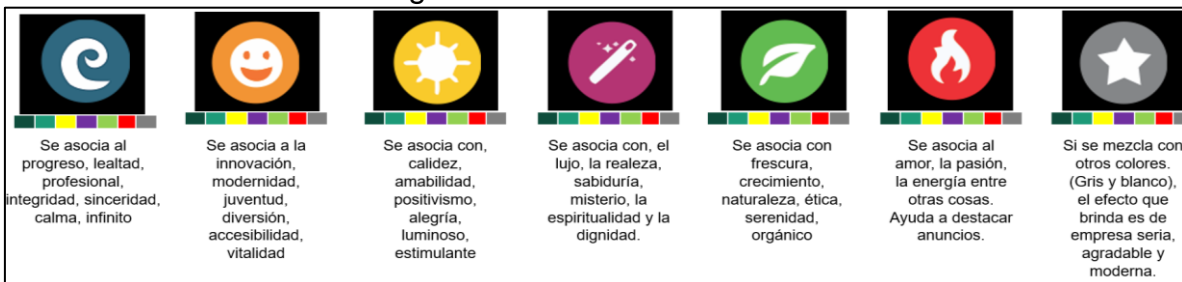 Se asocia al
progreso, lealtad,
profesional,
integridad, sinceridad,
calma, infinito
Se asocia a la
innovación,
modernidad,
juventud,
diversión,
accesibilidad,
vitalidad
Se asocia con,
calidez,
amabilidad,
positivismo,
alegría,
luminoso,
estimulante
Se asocia con, el
lujo, la realeza,
sabiduría,
misterio, la
espiritualidad y la
dignidad.
Se asocia con
frescura,
crecimiento,
naturaleza, ética,
serenidad,
orgánico
Se asocia al
amor, la pasión,
la energía entre
otras cosas.
Ayuda a destacar
anuncios.
Si se mezcla con
otros colores.
(Gris y blanco),
el efecto que
brinda es de
empresa seria,
agradable y
moderna.